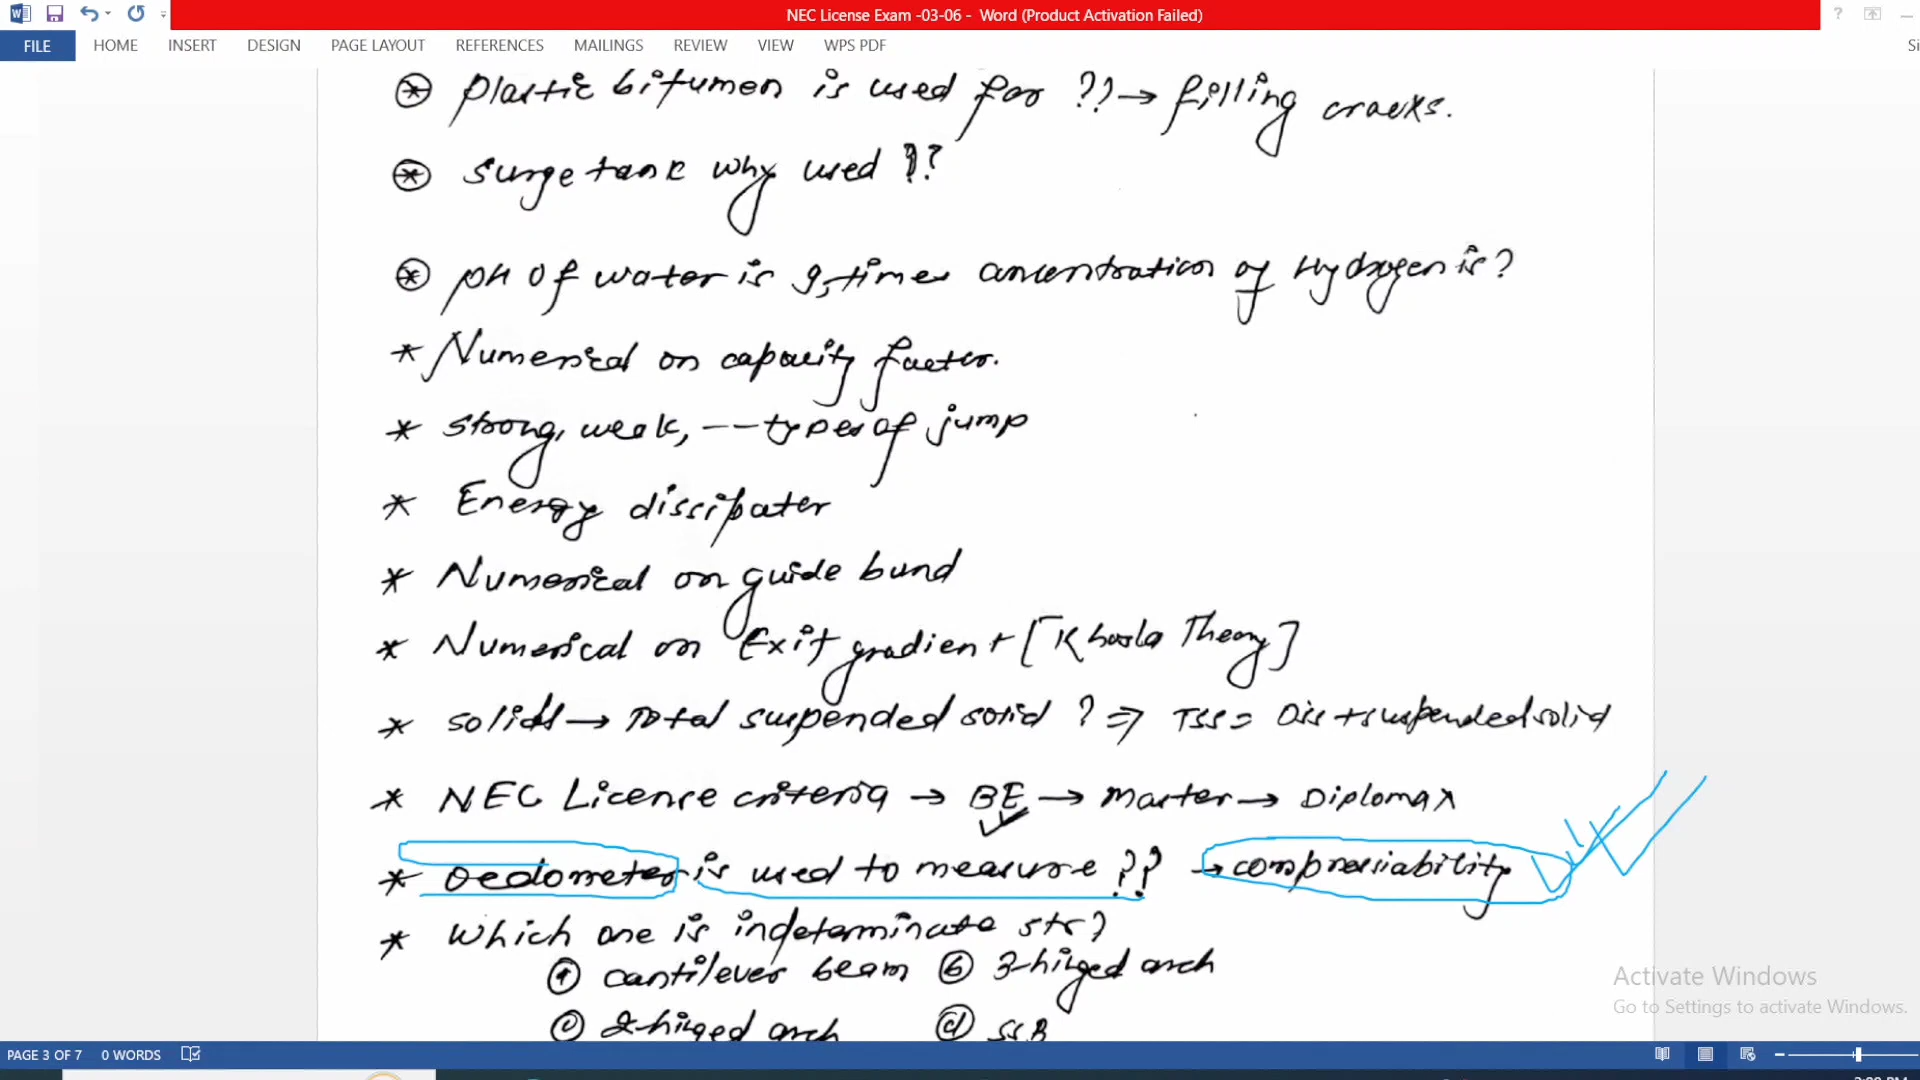 NEC License Exam -03-06 - Word (Product Activation Failed)
FILE HOME INSERT DESIGN PAGE LAYOUT REFERENCES MAILINGS REVIEW VIEW WPS PDF Si
⊛ plastic bitumen is used for ?? → filling cracks.
⊛ surge tank why used ??
⊛ pH of water is 9, times concentration of Hydrogen is?
* Numerical on capacity factor.
* strong, weak, -- types of jump
* Energy dissipater
* Numerical on guide bund
* Numerical on Exit gradient [Khosla Theory]
* solids → Total suspended solid ? ⇒ TSS = Dis + suspended solid
* NEC License criteria → BE → Master → Diploma X
* Oedometer is used to measure ?? → compressiability
* which one is indeterminate str?
ⓐ cantilever beam ⓑ 3-hinged arch
ⓒ 2-hinged arch ⓓ SSB
Activate Windows
Go to Settings to activate Windows.
PAGE 3 OF 7 0 WORDS